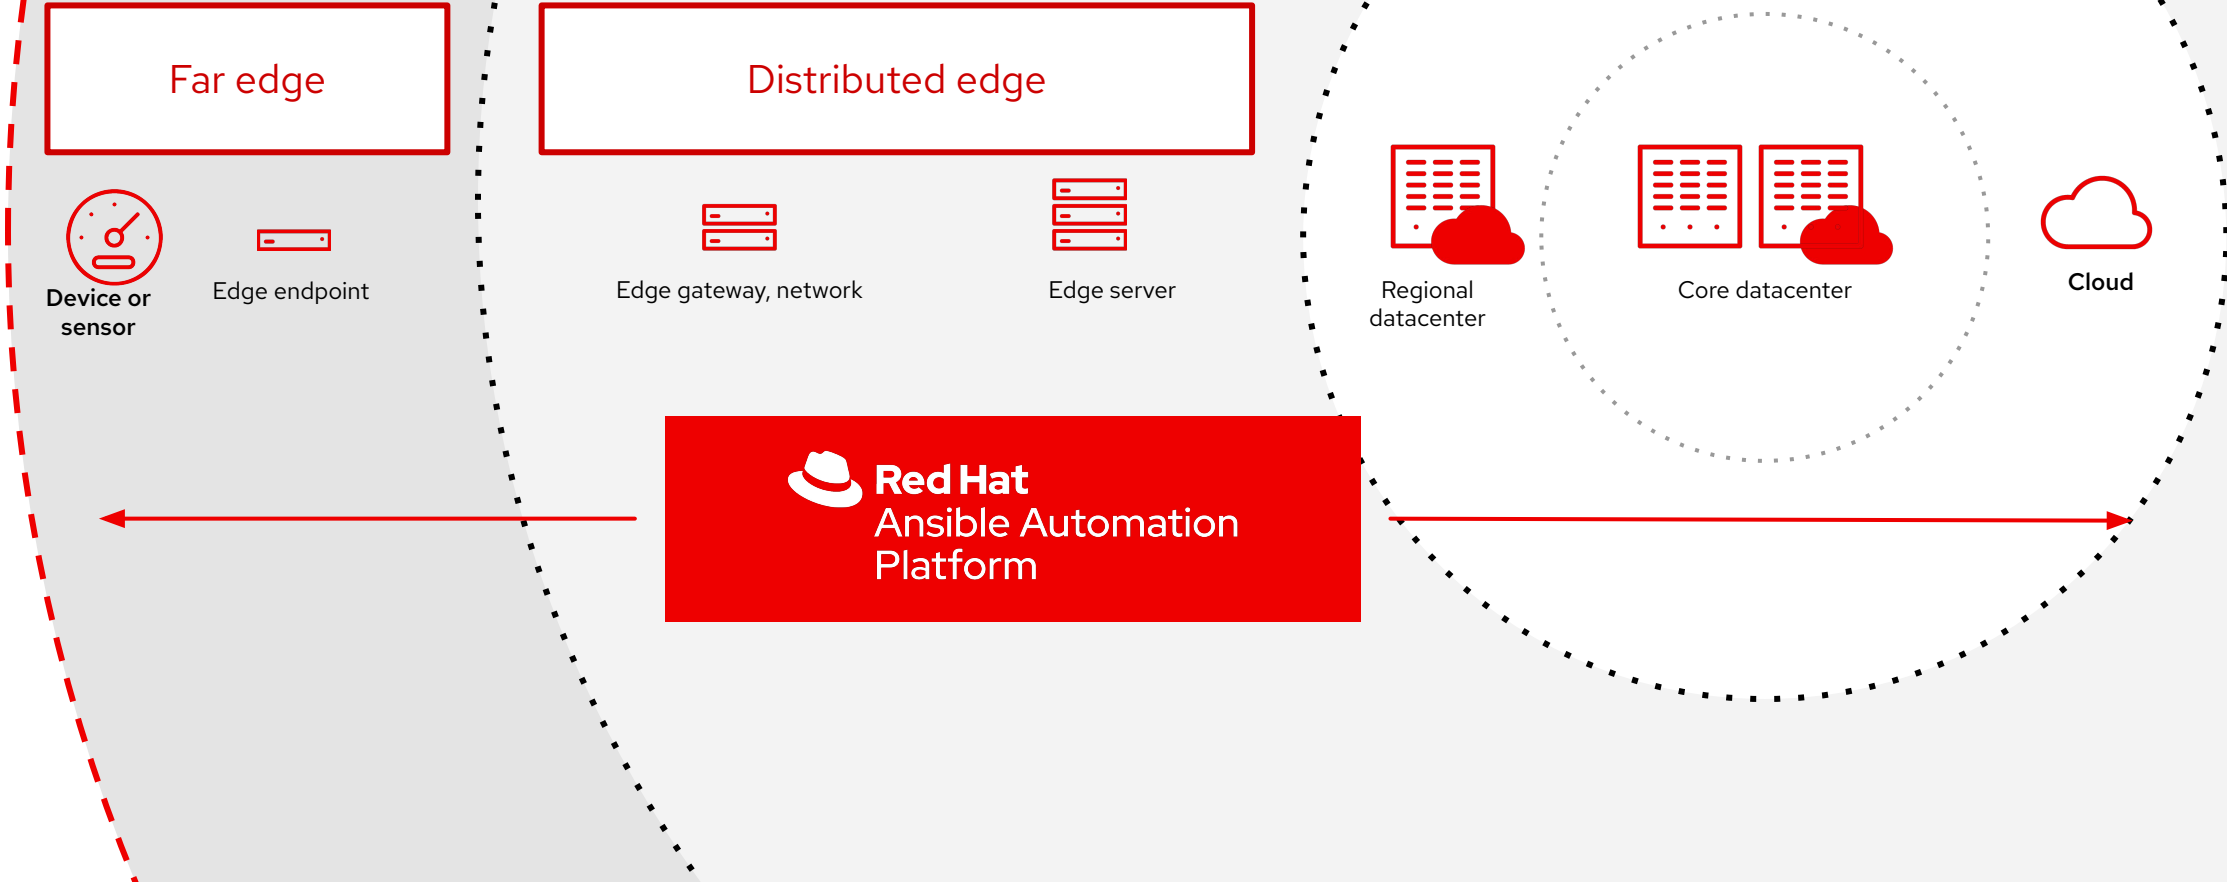 Far edge
Distributed edge
Device or
sensor
Edge endpoint
Edge gateway, network
Edge server
Regional
datacenter
Core datacenter
Cloud
Red Hat
Ansible Automation
Platform